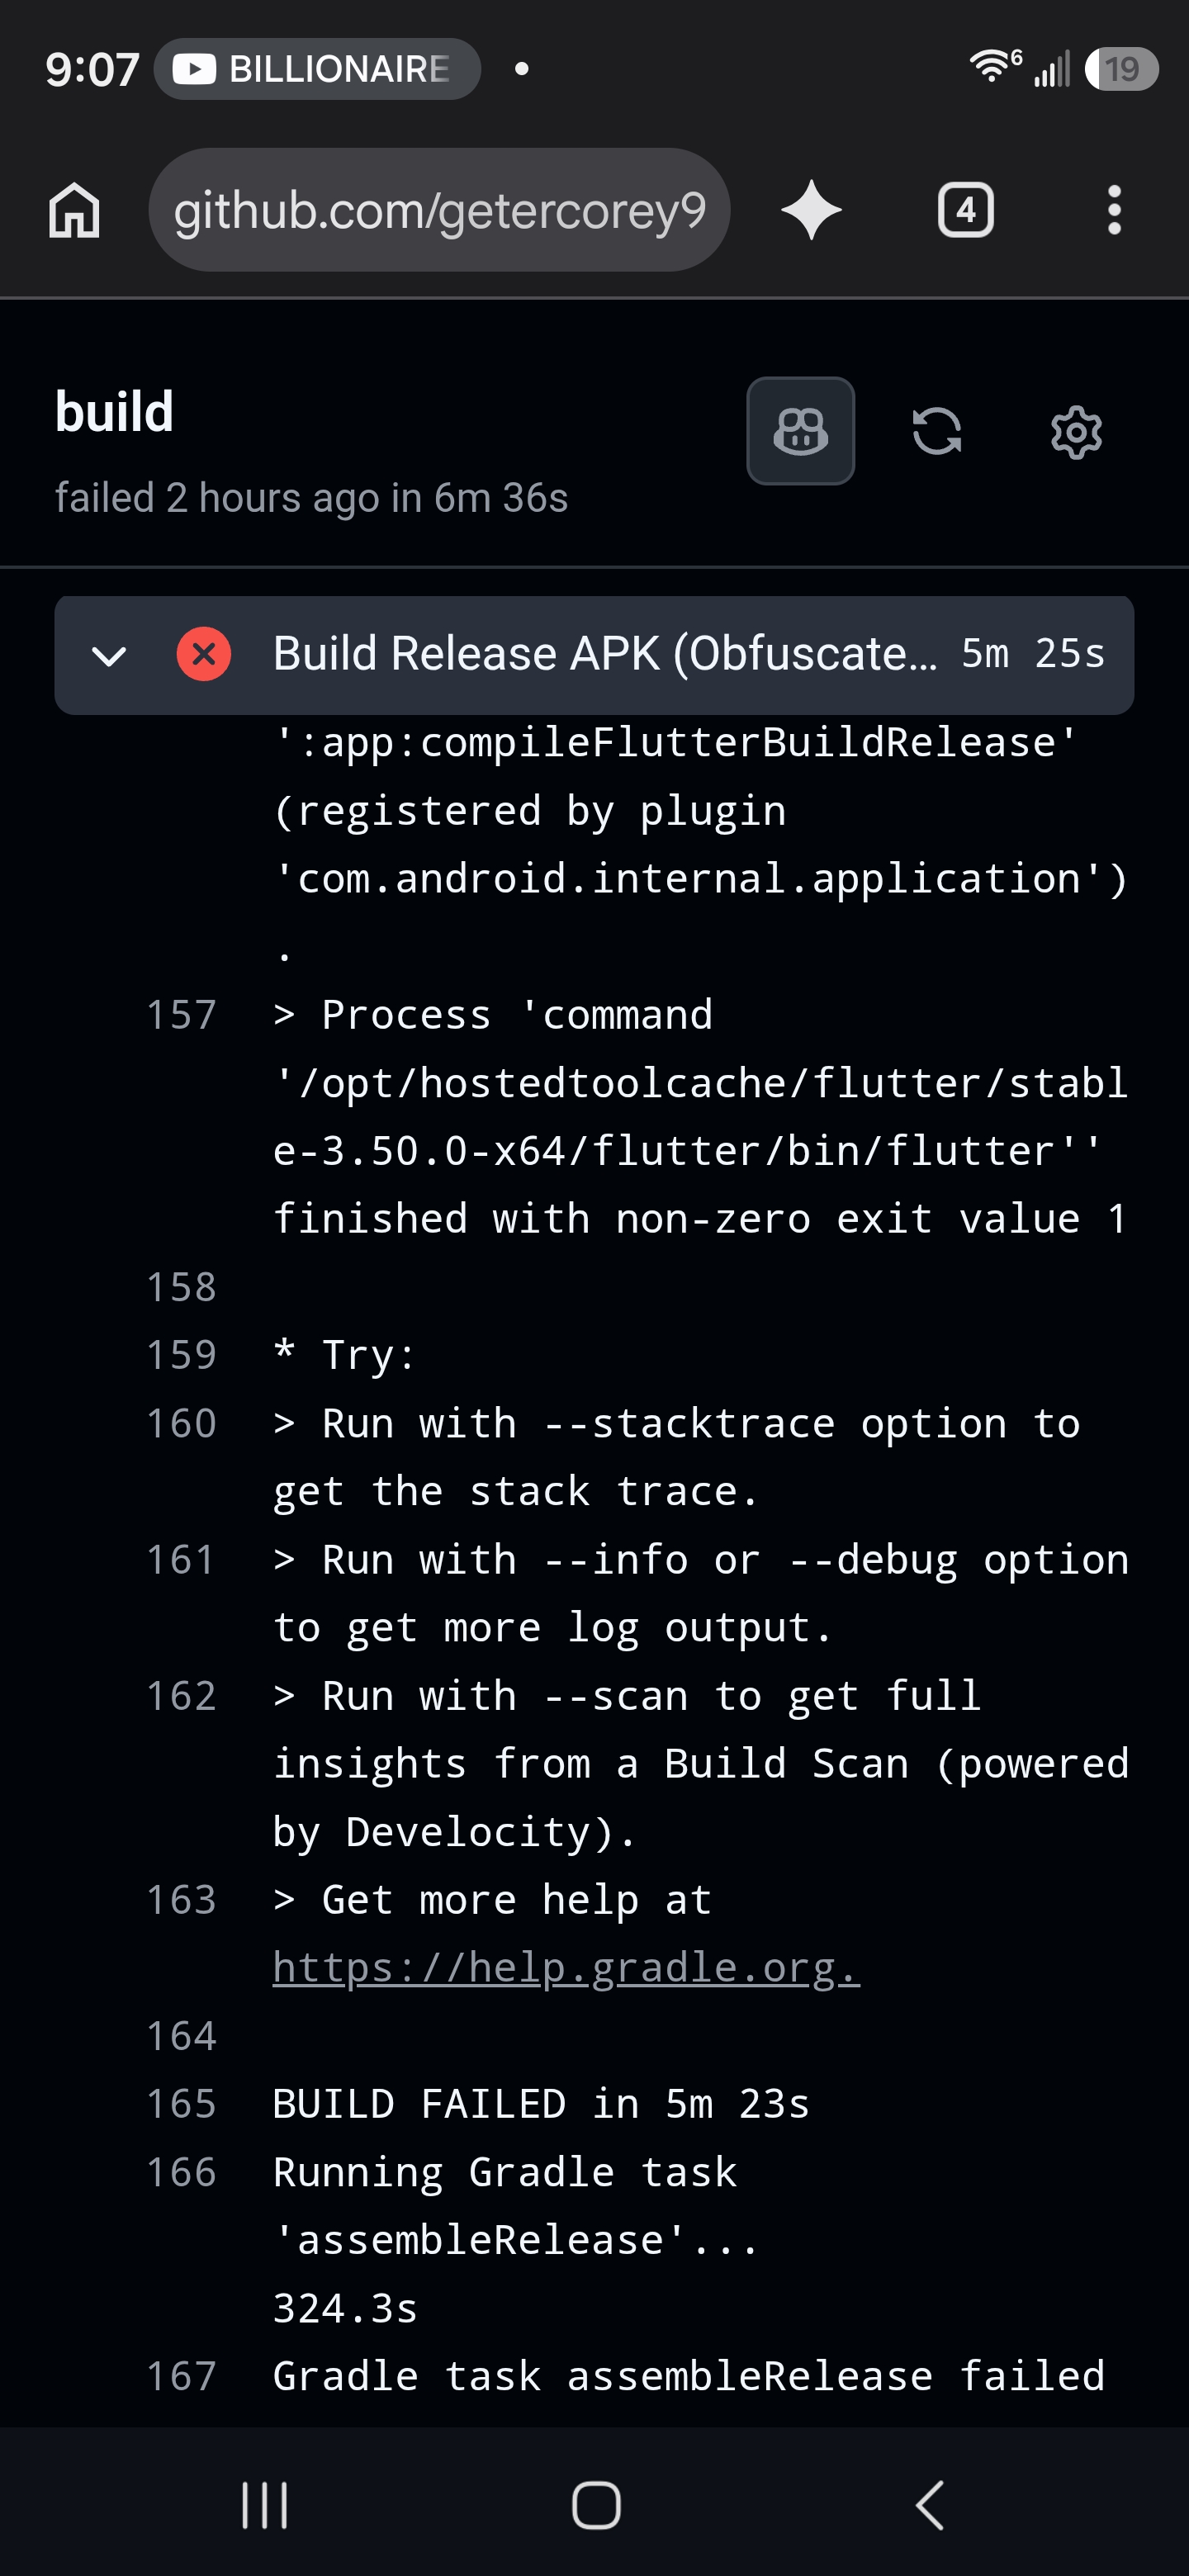 9:07 BILLIONAIRE 6 19
github.com/getercorey9 4
build
failed 2 hours ago in 6m 36s
Build Release APK (Obfuscate... 5m 25s
':app:compileFlutterBuildRelease'
(registered by plugin
'com.android.internal.application')
.
157 > Process 'command
'/opt/hostedtoolcache/flutter/stabl
e-3.50.0-x64/flutter/bin/flutter''
finished with non-zero exit value 1
158
159 * Try:
160 > Run with --stacktrace option to
get the stack trace.
161 > Run with --info or --debug option
to get more log output.
162 > Run with --scan to get full
insights from a Build Scan (powered
by Develocity).
163 > Get more help at
https://help.gradle.org.
164
165 BUILD FAILED in 5m 23s
166 Running Gradle task
'assembleRelease'...
324.3s
167 Gradle task assembleRelease failed